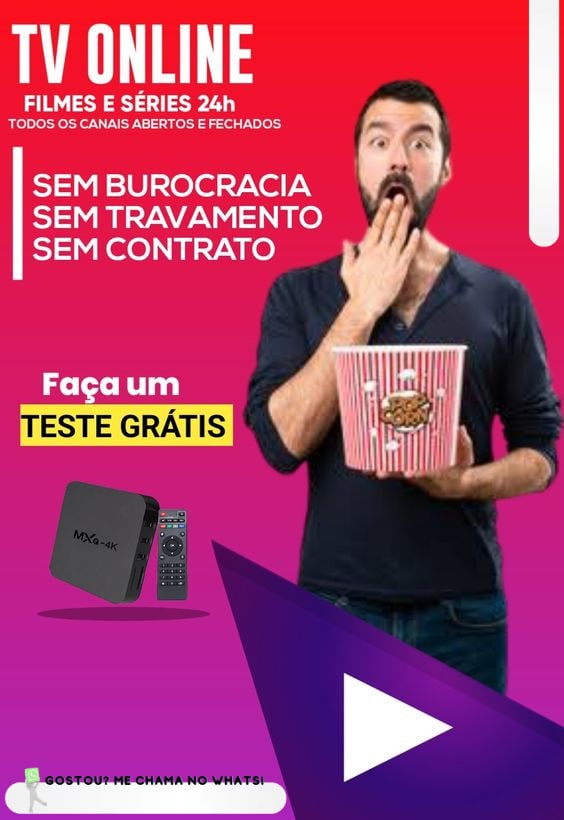 TV ONLINE
FILMES E SÉRIES 24h
TODOS OS CANAIS ABERTOS E FECHADOS
SEM BUROCRACIA
SEM TRAVAMENTO
SEM CONTRATO
Faça um
TESTE GRÁTIS
MXQ-4K
GOSTOU? ME CHAMA NO WHATS!